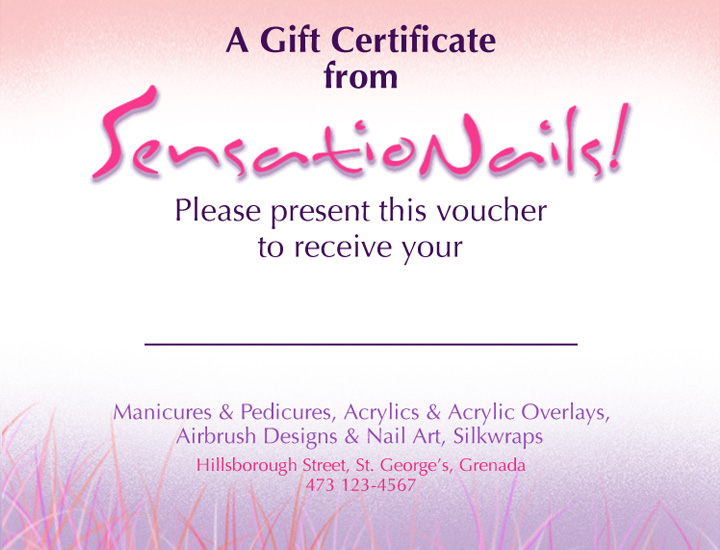 A Gift Certificate
from
SensatioNails!
Please present this voucher
to receive your
Manicures & Pedicures, Acrylics & Acrylic Overlays,
Airbrush Designs & Nail Art, Silkwraps
Hillsborough Street, St. George's, Grenada
473 123-4567